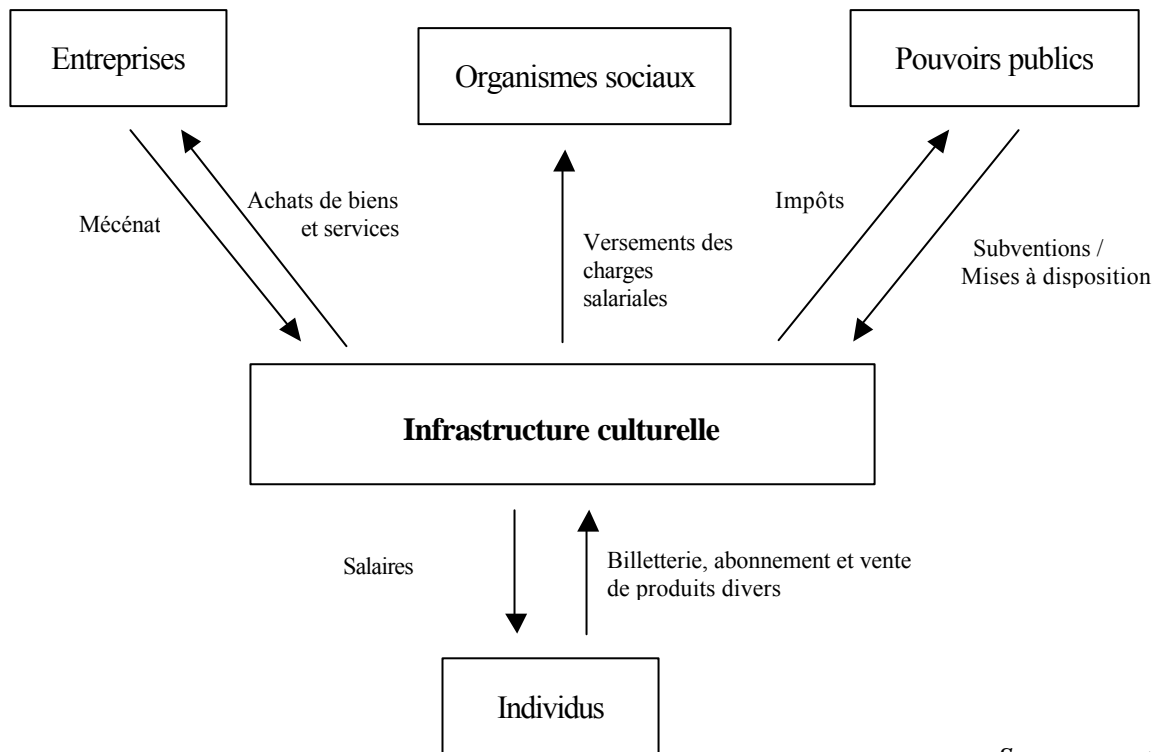 Entreprises
Organismes sociaux
Pouvoirs publics
Mécénat
Achats de biens
et services
Versements des
charges
salariales
Impôts
Subventions /
Mises à disposition
Infrastructure culturelle
Salaires
Billetterie, abonnement et vente
de produits divers
Individus